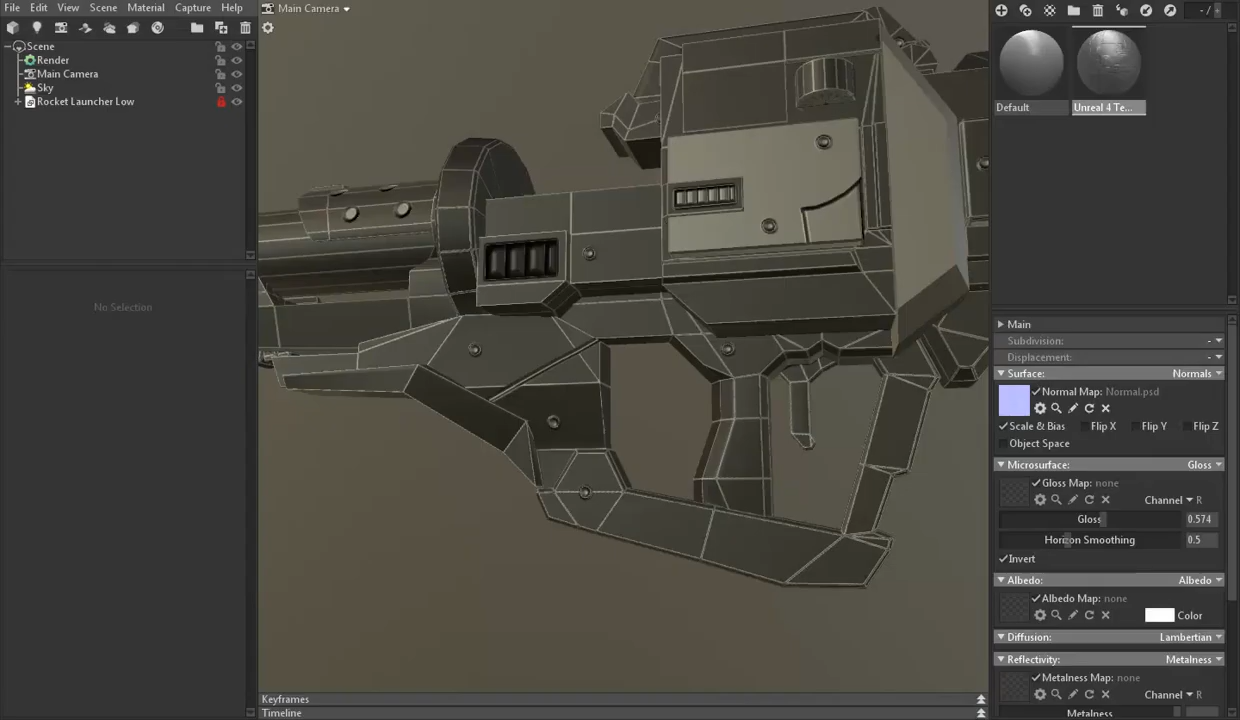 File Edit View Scene Material Capture Help
Main Camera
- /
Scene
Render
Main Camera
Sky
Rocket Launcher Low
No Selection
Default
Unreal 4 Te...
Main
Subdivision: -
Displacement: -
Surface: Normals
Normal Map: Normal.psd
Scale & Bias Flip X Flip Y Flip Z
Object Space
Microsurface: Gloss
Gloss Map: none
Channel R
Gloss 0.574
Horizon Smoothing 0.5
Invert
Albedo: Albedo
Albedo Map: none
Color
Diffusion: Lambertian
Reflectivity: Metalness
Metalness Map: none
Channel R
Metalness
Keyframes
Timeline